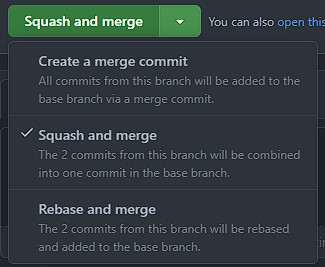 Squash and merge
You can also open this
Create a merge commit
All commits from this branch will be added to the
base branch via a merge commit.
Squash and merge
The 2 commits from this branch will be combined
into one commit in the base branch.
Rebase and merge
The 2 commits from this branch will be rebased
and added to the base branch.